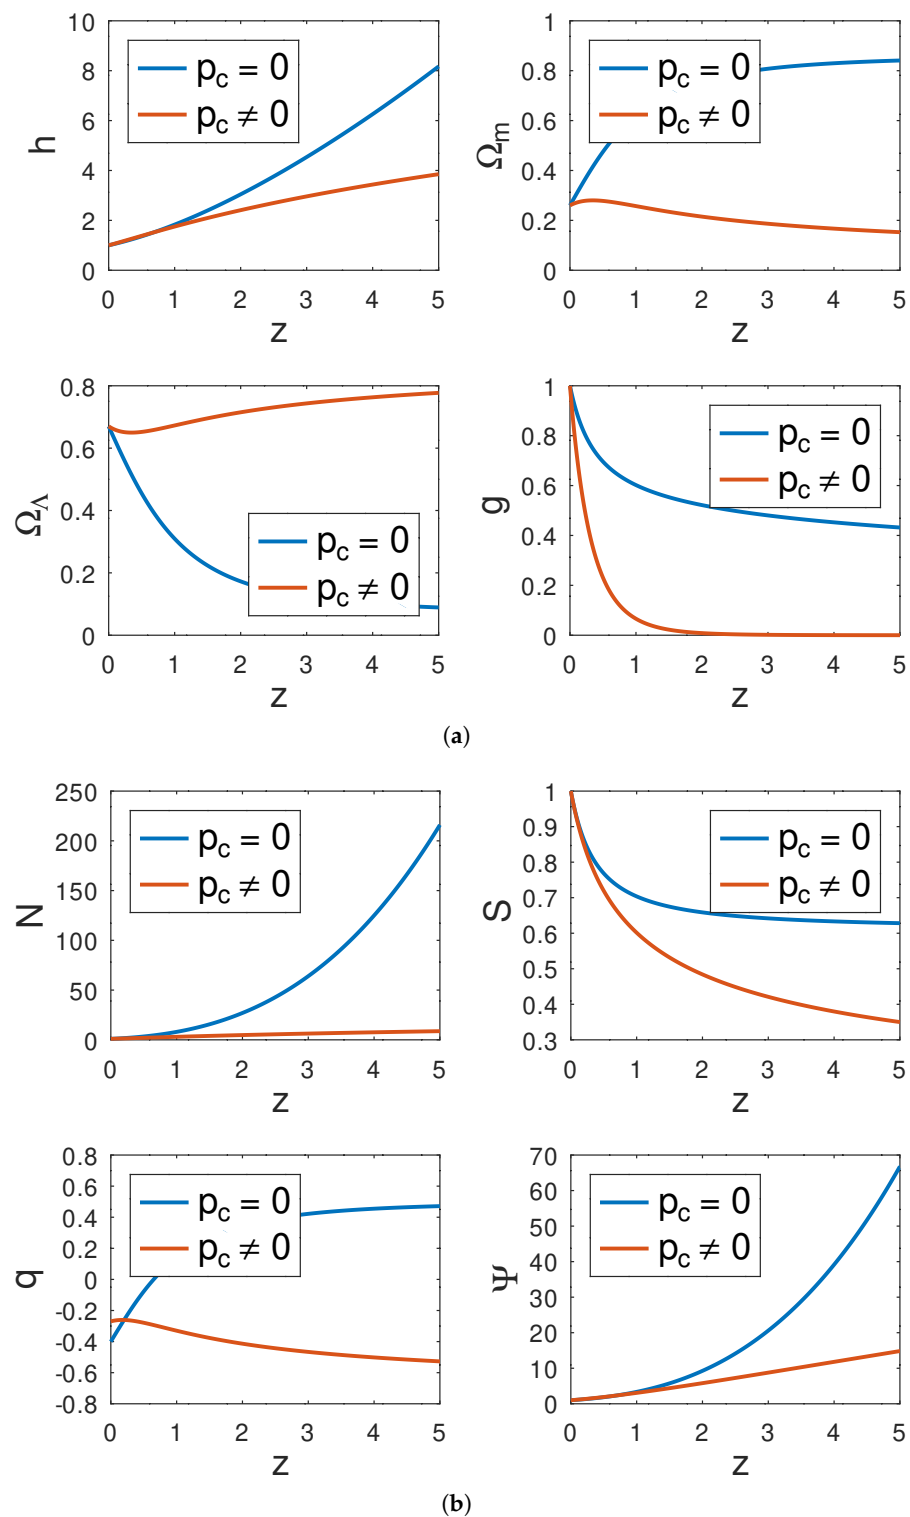 h
10
8
6
4
2
0
p_c = 0
p_c ≠ 0
0 1 2 3 4 5
z
Ω_m
1
0.8
0.6
0.4
0.2
0
p_c = 0
p_c ≠ 0
0 1 2 3 4 5
z
Ω_Λ
0.8
0.6
0.4
0.2
0
p_c = 0
p_c ≠ 0
0 1 2 3 4 5
z
g
1
0.8
0.6
0.4
0.2
0
p_c = 0
p_c ≠ 0
0 1 2 3 4 5
z
(a)
N
250
200
150
100
50
0
p_c = 0
p_c ≠ 0
0 1 2 3 4 5
z
S
1
0.9
0.8
0.7
0.6
0.5
0.4
0.3
p_c = 0
p_c ≠ 0
0 1 2 3 4 5
z
q
0.8
0.6
0.4
0.2
0
-0.2
-0.4
-0.6
-0.8
p_c = 0
p_c ≠ 0
0 1 2 3 4 5
z
Ψ
70
60
50
40
30
20
10
0
p_c = 0
p_c ≠ 0
0 1 2 3 4 5
z
(b)